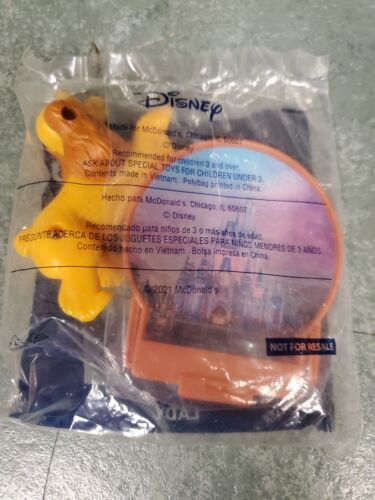 Disney
Made for McDonald's, Chicago, IL 60607
© Disney
Recommended for children 3 and over.
ASK ABOUT SPECIAL TOYS FOR CHILDREN UNDER 3.
Contents made in Vietnam. Polybag printed in China.
Hecho para McDonald's, Chicago, IL 60607
© Disney
Recomendado para niños de 3 o más años de edad.
PREGUNTE ACERCA DE LOS JUGUETES ESPECIALES PARA NIÑOS MENORES DE 3 AÑOS.
Contenido hecho en Vietnam. Bolsa impresa en China.
© 2021 McDonald's
NOT FOR RESALE
LADY